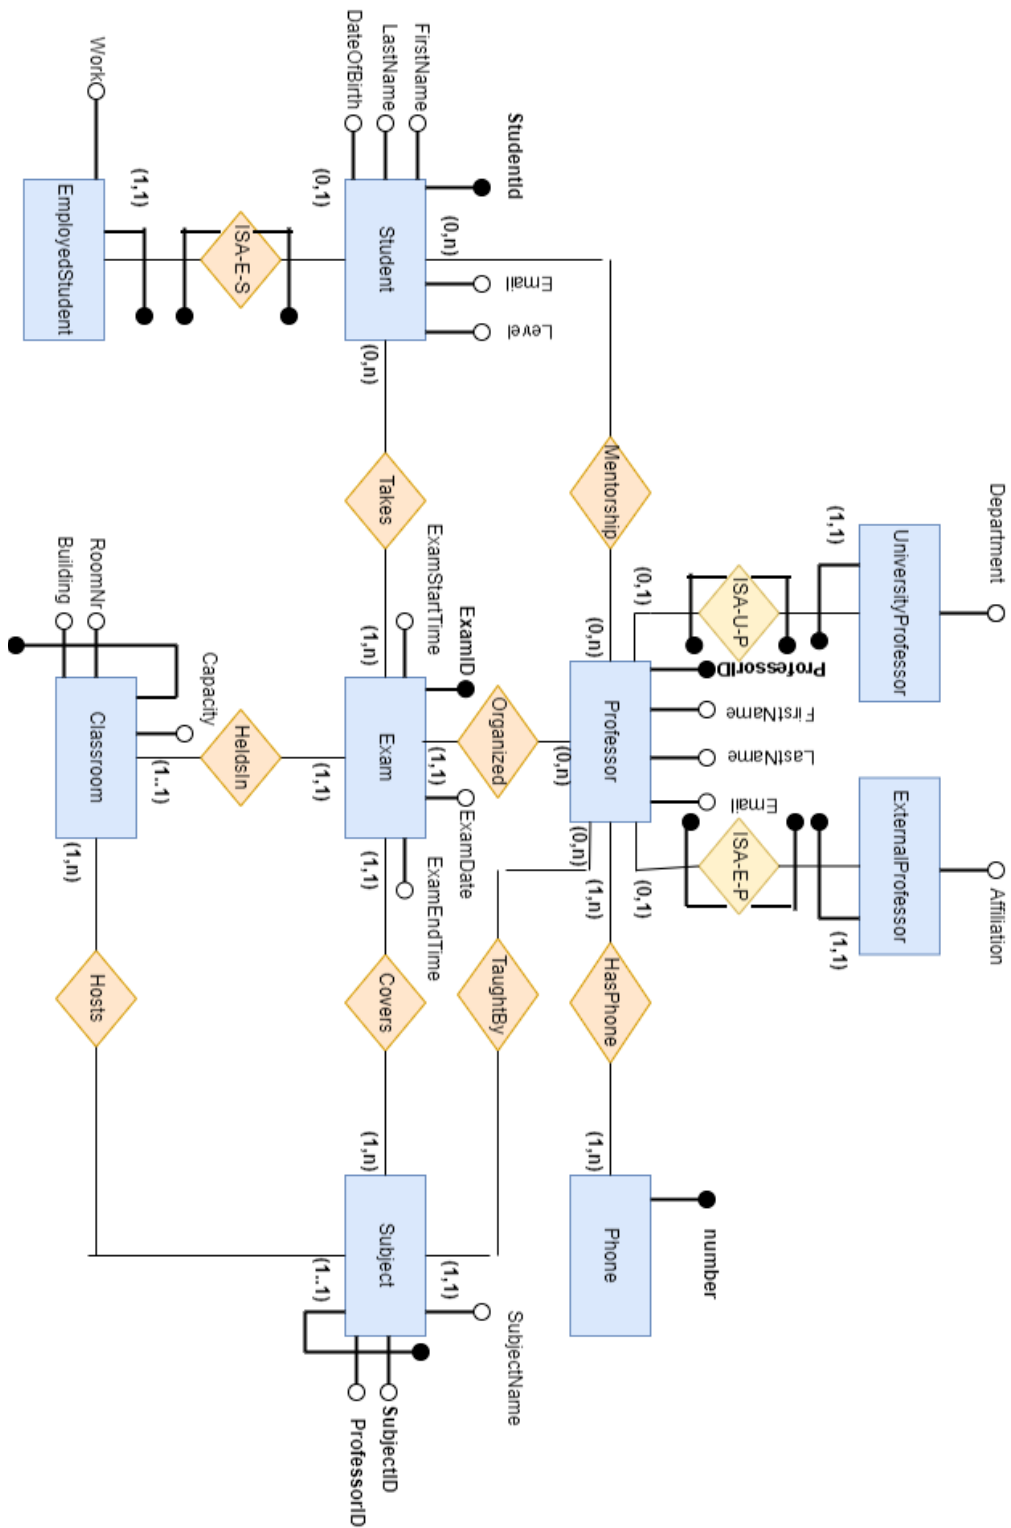 Work
(1,1)
EmployedStudent
ISA-E-S
DateOfBirth
LastName
FirstName
StudentId
(0,1)
Student
(0,n)
Email
Level
(0,n)
Takes
Mentorship
Department
(1,1)
UniversityProfessor
ISA-U-P
(0,1)
(0,n)
ProfessorID
FirstName
LastName
Email
Professor
(0,n)
Organized
(1,1)
ExamStartTime
ExamID
(1,n)
Exam
ExamDate
ExamEndTime
(1,1)
(1,1)
HeldsIn
(1..1)
Capacity
RoomNr
Building
Classroom
(1,n)
Hosts
Covers
(1,n)
TaughtBy
(0,n)
(1,n)
(0,1)
ISA-E-P
ExternalProfessor
(1,1)
Affiliation
HasPhone
(1,n)
Phone
number
Subject
(1..1)
(1,1)
SubjectName
SubjectID
ProfessorID